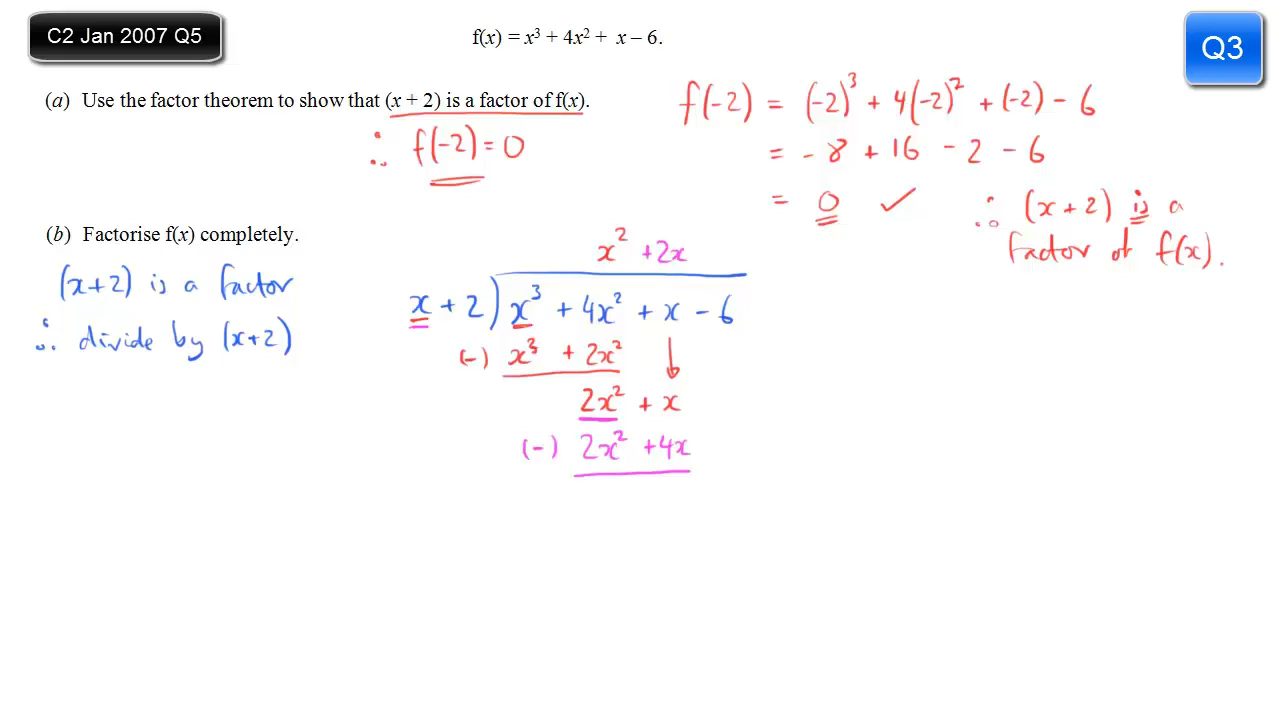 C2 Jan 2007 Q5
f(x) = x³ + 4x² + x – 6.
Q3
(a) Use the factor theorem to show that (x + 2) is a factor of f(x).
∴ f(-2) = 0
f(-2) = (-2)³ + 4(-2)² + (-2) - 6
= - 8 + 16 - 2 - 6
= 0 ✓ ∴ (x + 2) is a
factor of f(x).
(b) Factorise f(x) completely.
(x+2) is a factor
∴ divide by (x+2)
x² +2x
x + 2 ) x³ + 4x² + x - 6
(-) x³ + 2x² ↓
2x² + x
(-) 2x² +4x